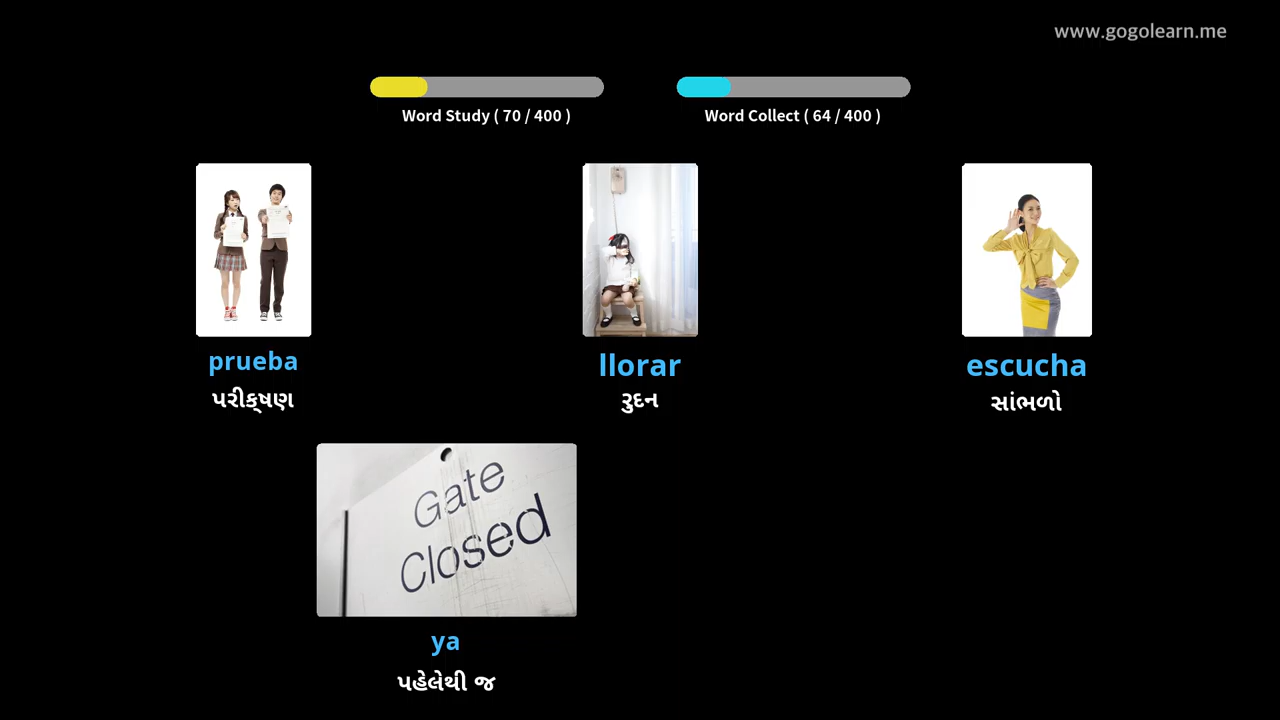 www.gogolearn.me
Word Study ( 70 / 400 )
Word Collect ( 64 / 400 )
prueba
પરીક્ષણ
llorar
રુદન
escucha
સાંભળો
Gate
Closed
ya
પહેલેથી જ